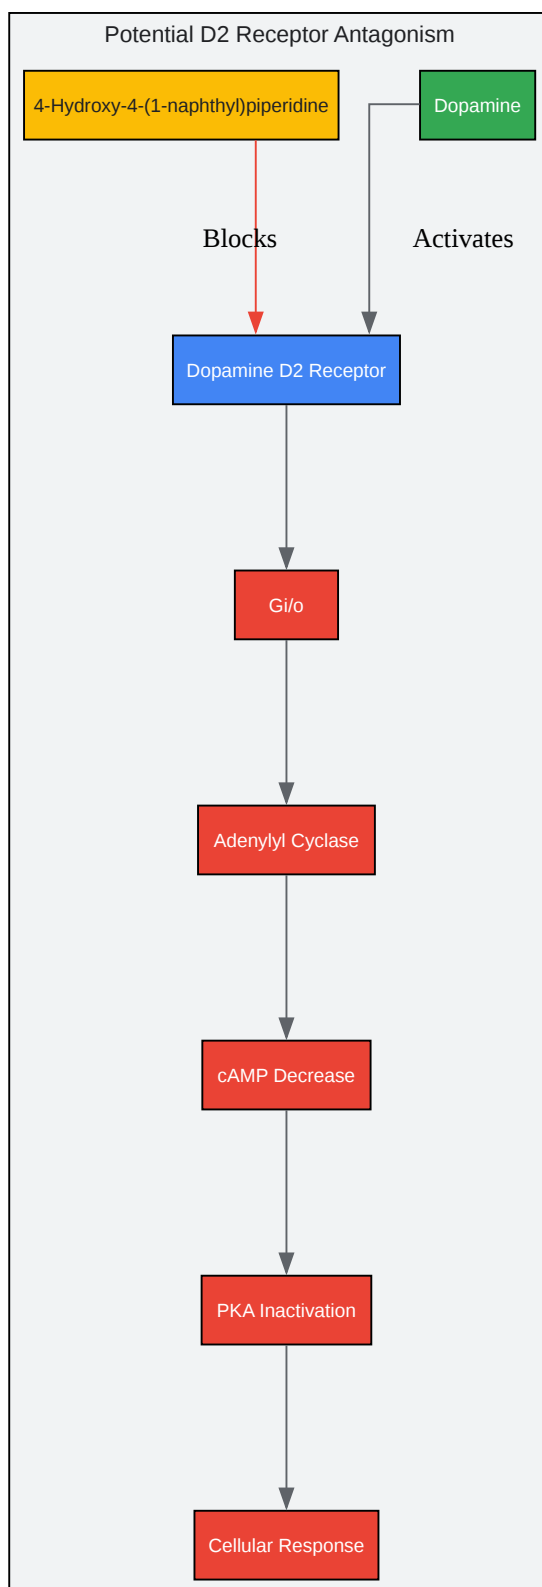 Potential D2 Receptor Antagonism
4-Hydroxy-4-(1-naphthyl)piperidine
Dopamine
Blocks
Activates
Dopamine D2 Receptor
Gi/o
Adenylyl Cyclase
cAMP Decrease
PKA Inactivation
Cellular Response